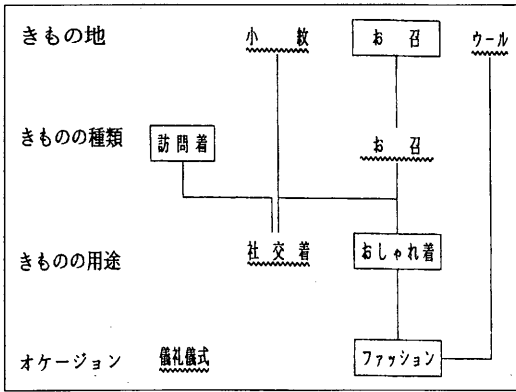 きもの地 小紋 お召 ウール
きものの種類 訪問着 お召
きものの用途 社交着 おしゃれ着
オケージョン 儀礼儀式 ファッション